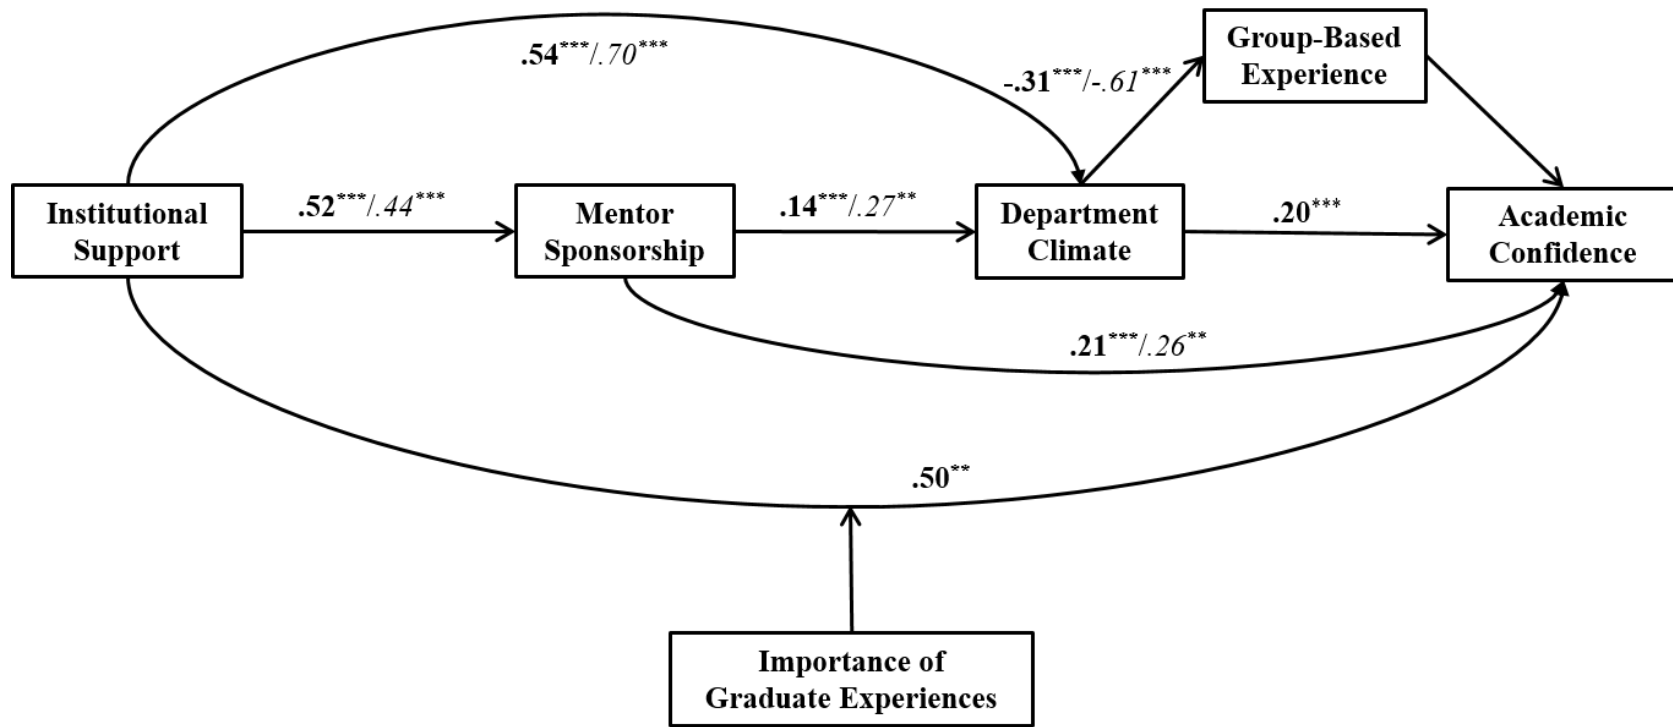 Group-Based
Experience
.54***/.70***
-.31***/-.61***
Institutional
Support
.52***/.44***
Mentor
Sponsorship
.14***/.27**
Department
Climate
.20***
Academic
Confidence
.21***/.26**
.50**
Importance of
Graduate Experiences